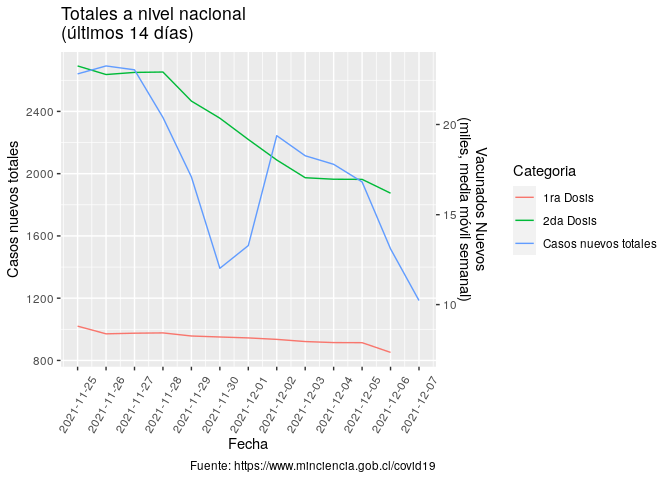 Totales a nivel nacional
(últimos 14 días)
Casos nuevos totales
2400
2000
1600
1200
800
20
15
10
Vacunados Nuevos
(miles, media móvil semanal)
2021-11-25
2021-11-26
2021-11-27
2021-11-28
2021-11-29
2021-11-30
2021-12-01
2021-12-02
2021-12-03
2021-12-04
2021-12-05
2021-12-06
2021-12-07
Fecha
Categoria
1ra Dosis
2da Dosis
Casos nuevos totales
Fuente: https://www.minciencia.gob.cl/covid19